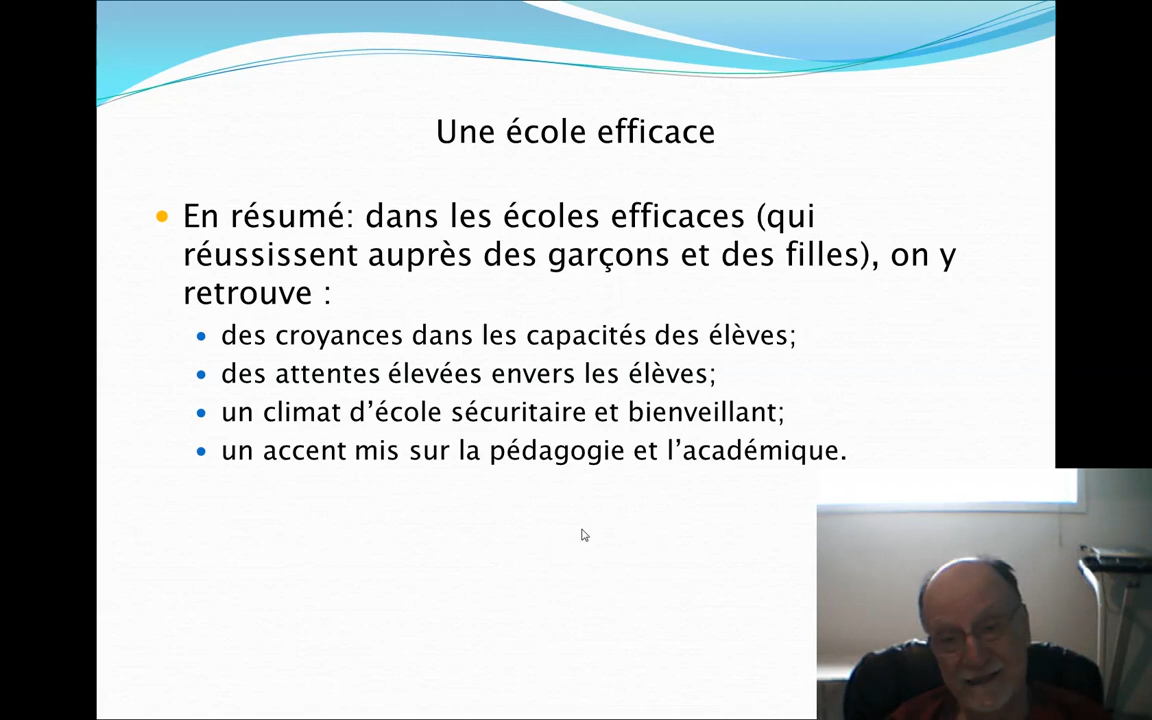 Une école efficace
En résumé: dans les écoles efficaces (qui
réussissent auprès des garçons et des filles), on y
retrouve :
des croyances dans les capacités des élèves;
des attentes élevées envers les élèves;
un climat d’école sécuritaire et bienveillant;
un accent mis sur la pédagogie et l’académique.